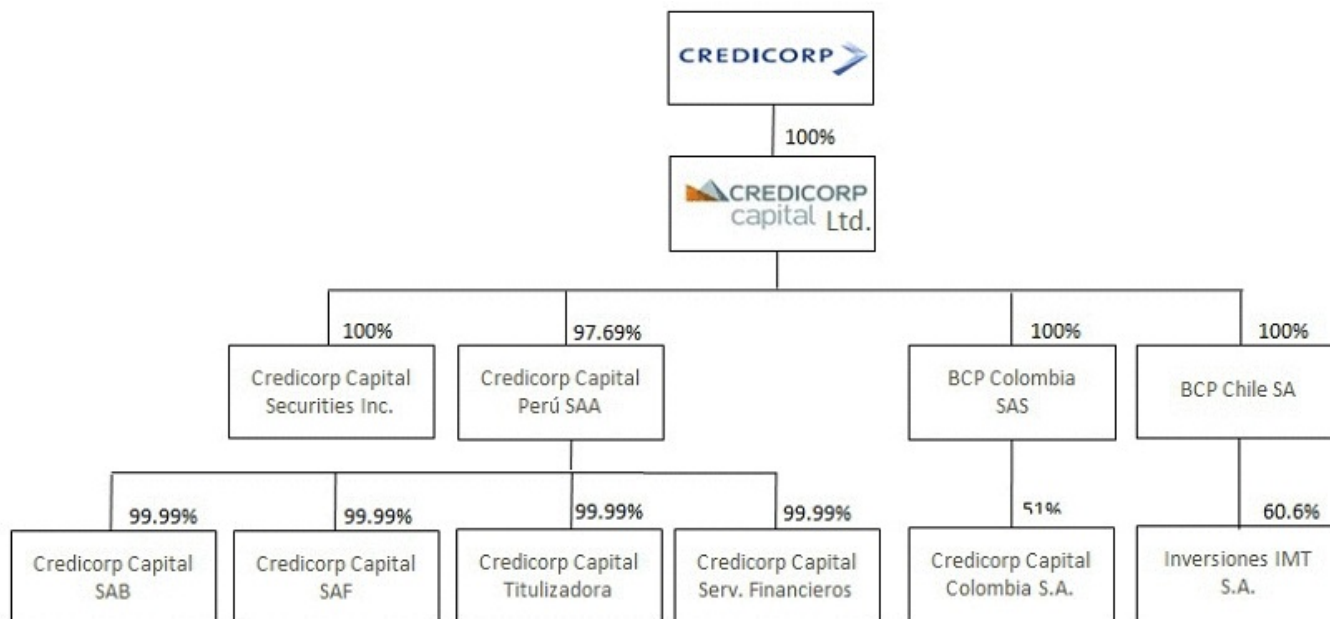 CREDICORP
100%
CREDICORP
capital Ltd.
100%
97.69%
100%
100%
Credicorp Capital
Securities Inc.
Credicorp Capital
Perú SAA
BCP Colombia
SAS
BCP Chile SA
99.99%
99.99%
99.99%
99.99%
51%
60.6%
Credicorp Capital
SAB
Credicorp Capital
SAF
Credicorp Capital
Titulizadora
Credicorp Capital
Serv. Financieros
Credicorp Capital
Colombia S.A.
Inversiones IMT
S.A.